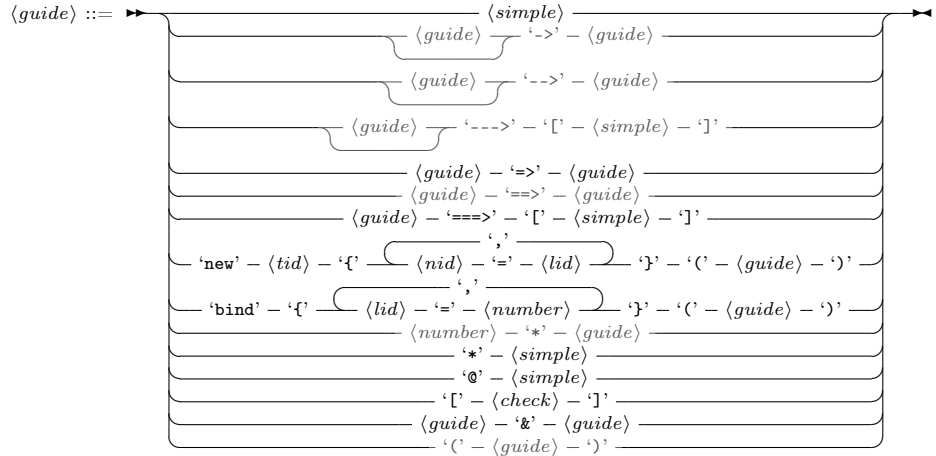 ⟨guide⟩ ::= ⟨simple⟩
⟨guide⟩ ‘->’ – ⟨guide⟩
⟨guide⟩ ‘-->’ – ⟨guide⟩
⟨guide⟩ ‘--->’ – ‘[’ – ⟨simple⟩ – ‘]’
⟨guide⟩ – ‘=>’ – ⟨guide⟩
⟨guide⟩ – ‘==>’ – ⟨guide⟩
⟨guide⟩ – ‘===>’ – ‘[’ – ⟨simple⟩ – ‘]’
‘,’
‘new’ – ⟨tid⟩ – ‘{’ ⟨nid⟩ – ‘=’ – ⟨lid⟩ ‘}’ – ‘(’ – ⟨guide⟩ – ‘)’
‘,’
‘bind’ – ‘{’ ⟨lid⟩ – ‘=’ – ⟨number⟩ ‘}’ – ‘(’ – ⟨guide⟩ – ‘)’
⟨number⟩ – ‘*’ – ⟨guide⟩
‘*’ – ⟨simple⟩
‘@’ – ⟨simple⟩
‘[’ – ⟨check⟩ – ‘]’
⟨guide⟩ – ‘&’ – ⟨guide⟩
‘(’ – ⟨guide⟩ – ‘)’